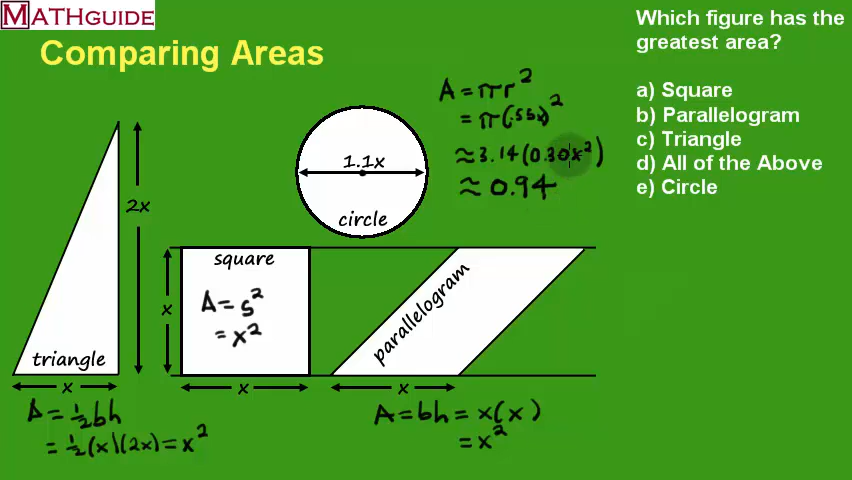 MATHGUIDE
Comparing Areas
Which figure has the
greatest area?
a) Square
b) Parallelogram
c) Triangle
d) All of the Above
e) Circle
A = πr²
= π(.55x)²
≈ 3.14(0.30x²)
≈ 0.94
1.1x
circle
2x
triangle
x
A = ½bh
= ½(x)(2x) = x²
square
x
A = s²
= x²
x
parallelogram
x
A = bh = x(x)
= x²